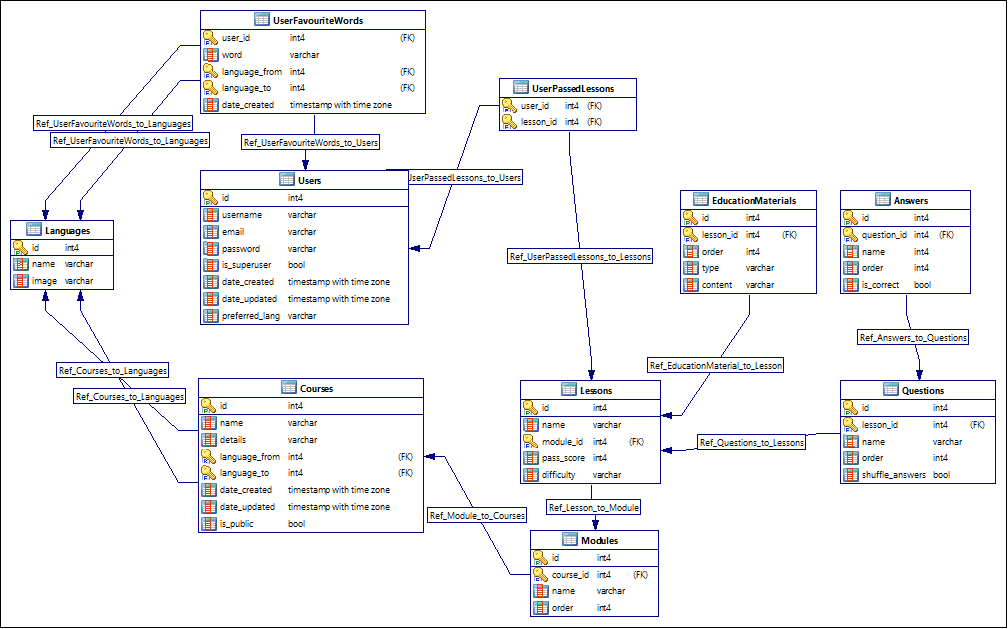 UserFavouriteWords
user_id int4 (FK)
word varchar
language_from int4 (FK)
language_to int4 (FK)
date_created timestamp with time zone
Ref_UserFavouriteWords_to_Languages
Ref_UserFavouriteWords_to_Languages
Ref_UserFavouriteWords_to_Users
UserPassedLessons
user_id int4 (FK)
lesson_id int4 (FK)
UserPassedLessons_to_Users
Users
id int4
username varchar
email varchar
password varchar
is_superuser bool
date_created timestamp with time zone
date_updated timestamp with time zone
preferred_lang varchar
Languages
id int4
name varchar
image varchar
Ref_UserPassedLessons_to_Lessons
EducationMaterials
id int4
lesson_id int4 (FK)
order int4
type varchar
content varchar
Answers
id int4
question_id int4 (FK)
name int4
order int4
is_correct bool
Ref_Answers_to_Questions
Ref_EducationMaterial_to_Lesson
Ref_Courses_to_Languages
Ref_Courses_to_Languages
Courses
id int4
name varchar
details varchar
language_from int4 (FK)
language_to int4 (FK)
date_created timestamp with time zone
date_updated timestamp with time zone
is_public bool
Lessons
id int4
name varchar
module_id int4 (FK)
pass_score int4
difficulty varchar
Ref_Questions_to_Lessons
Questions
id int4
lesson_id int4 (FK)
name varchar
order int4
shuffle_answers bool
Ref_Module_to_Courses
Ref_Lesson_to_Module
Modules
id int4
course_id int4 (FK)
name varchar
order int4